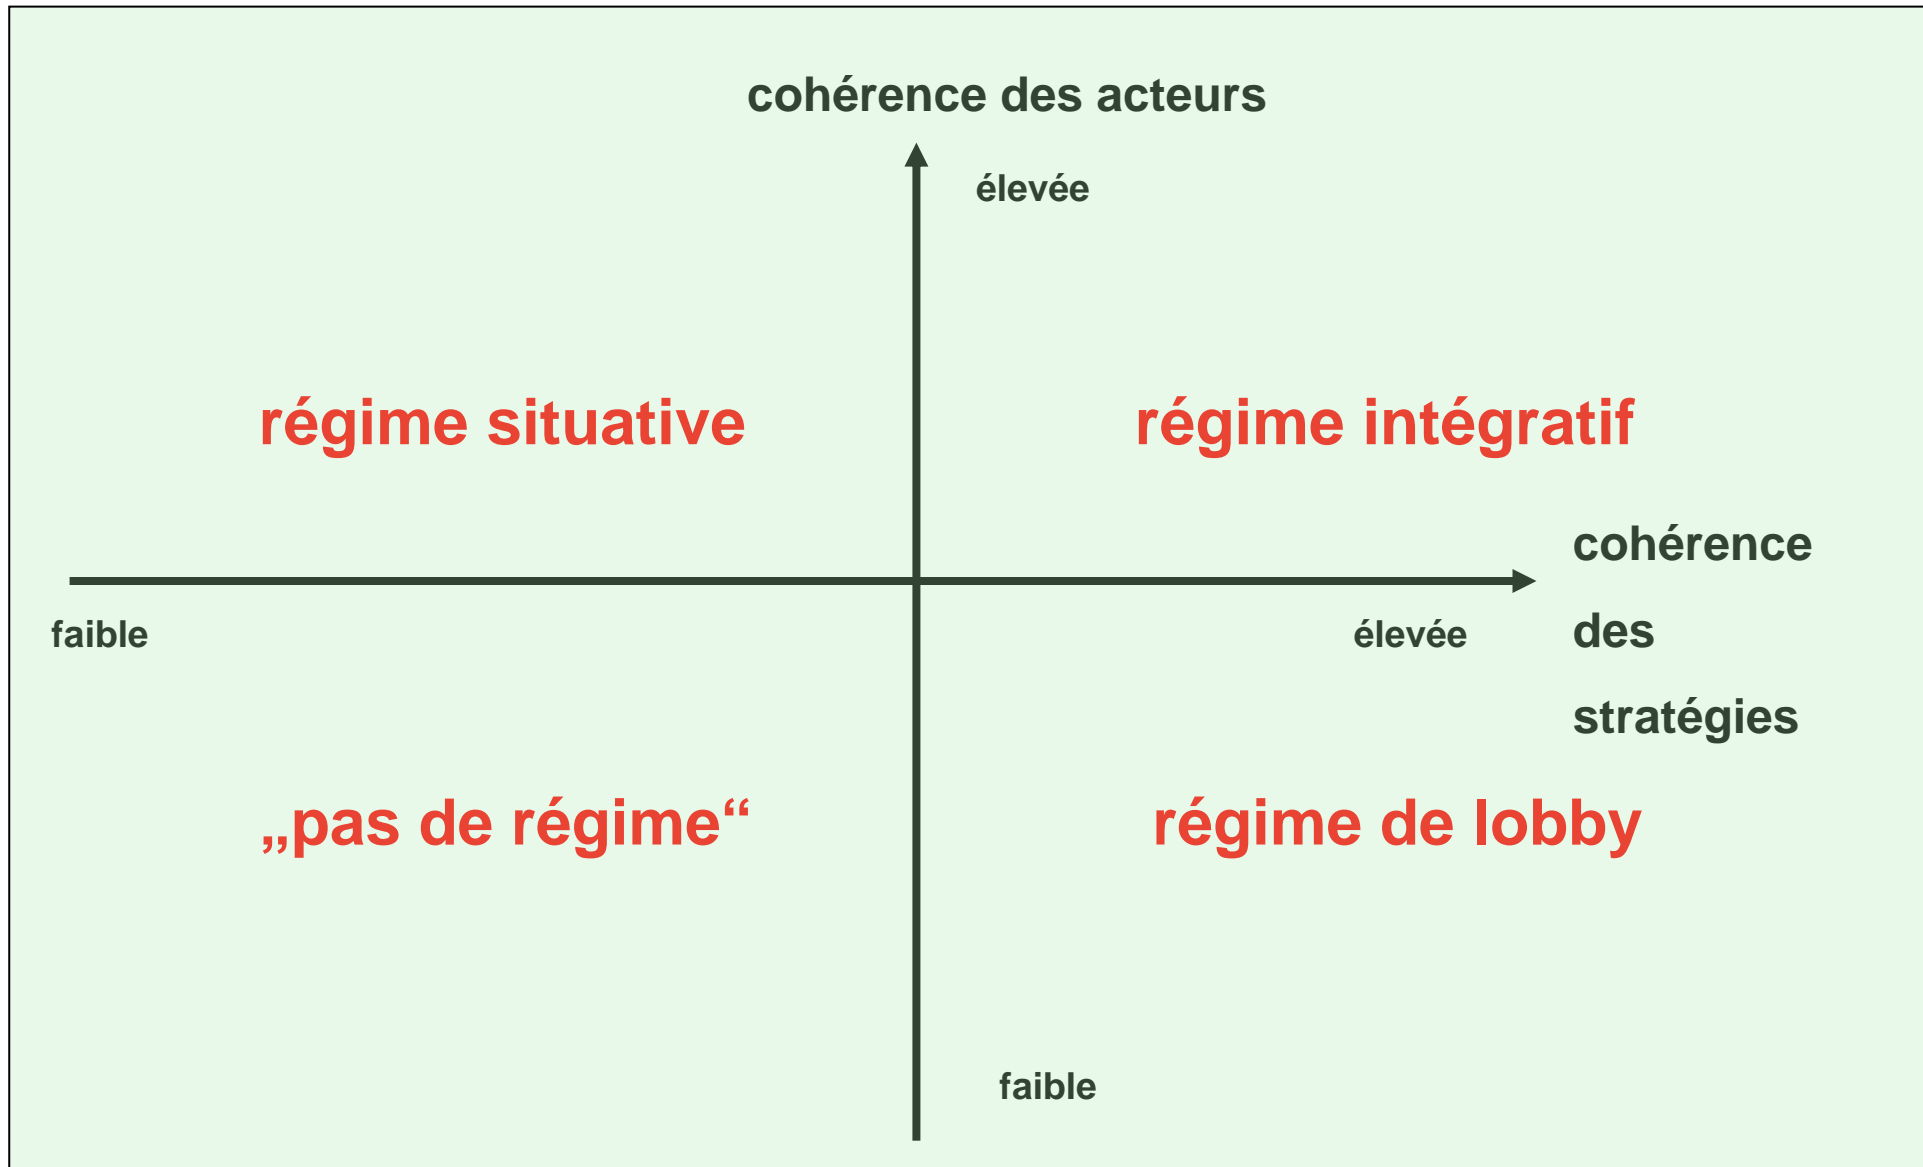 cohérence des acteurs
élevée
régime situative
régime intégratif
cohérence
des
stratégies
faible
élevée
„pas de régime“
régime de lobby
faible